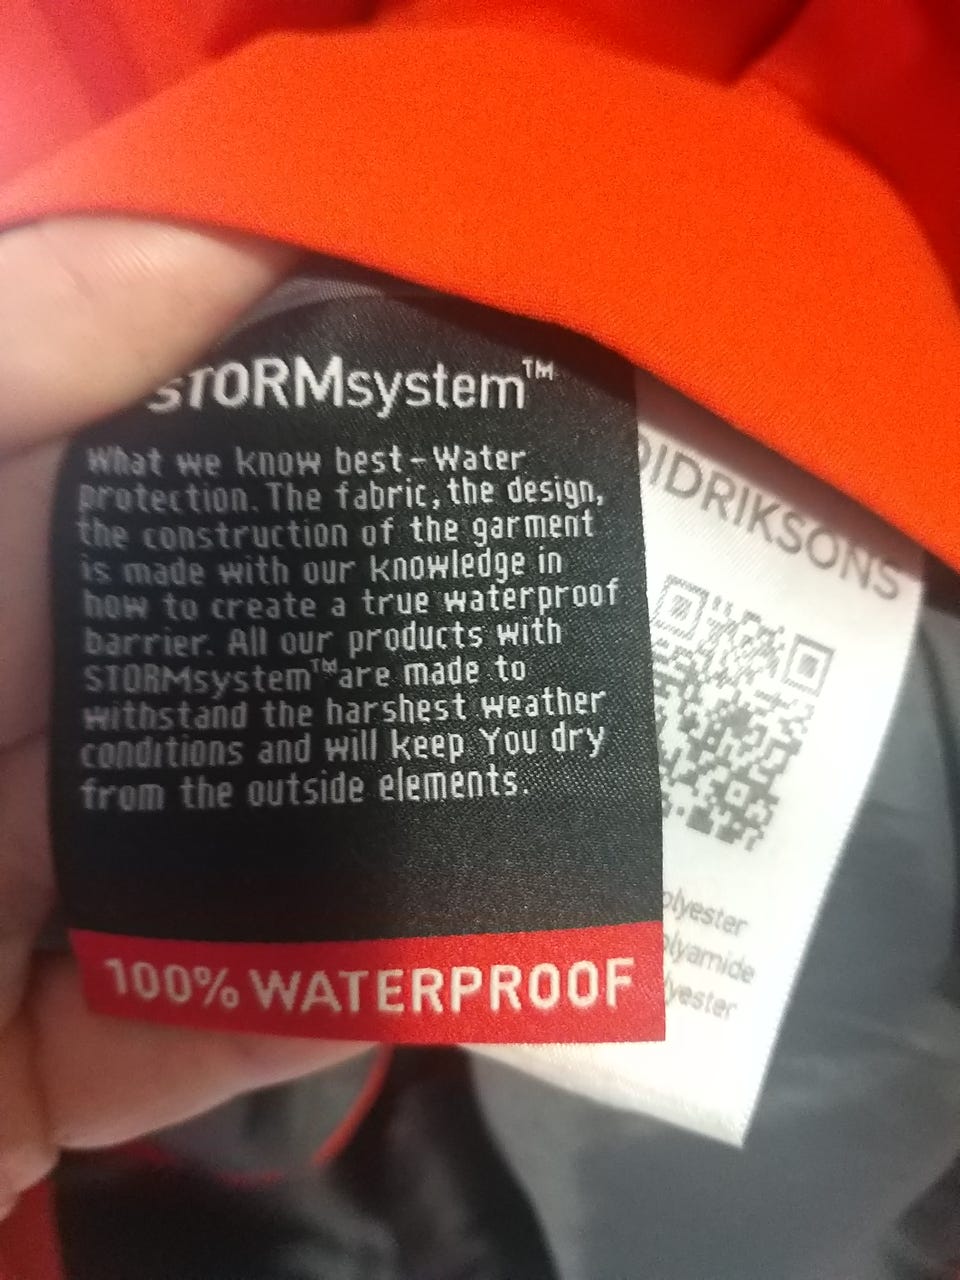 STORMsystem™
What we know best-Water
protection. The fabric, the design,
the construction of the garment
is made with our knowledge in
how to create a true waterproof
barrier. All our products with
STORMsystem™are made to
withstand the harshest weather
conditions and will keep You dry
from the outside elements.
100% WATERPROOF
DIDRIKSONS
olyester
olyamide
lyester